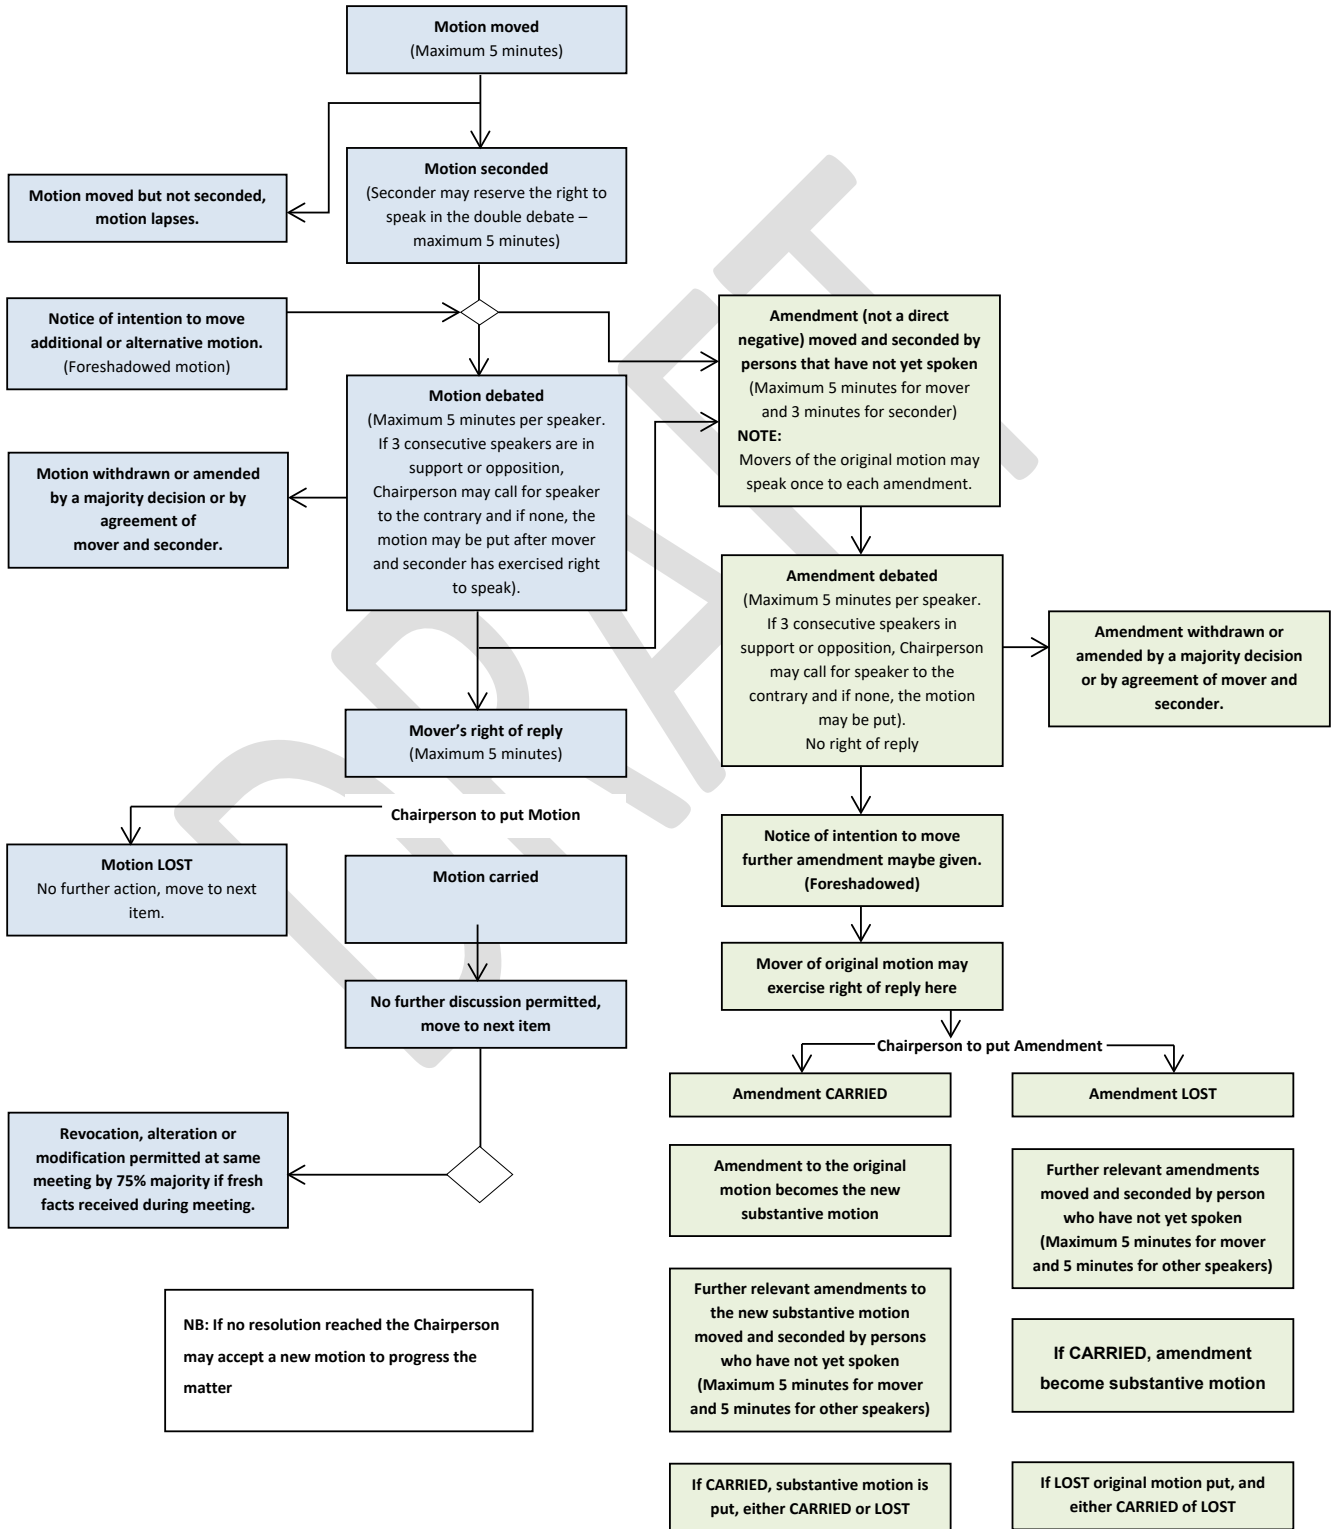 Motion moved
(Maximum 5 minutes)
Motion seconded
(Seconder may reserve the right to
speak in the double debate –
maximum 5 minutes)
Motion moved but not seconded,
motion lapses.
Notice of intention to move
additional or alternative motion.
(Foreshadowed motion)
Motion debated
(Maximum 5 minutes per speaker.
If 3 consecutive speakers are in
support or opposition,
Chairperson may call for speaker
to the contrary and if none, the
motion may be put after mover
and seconder has exercised right
to speak).
Motion withdrawn or amended
by a majority decision or by
agreement of
mover and seconder.
Mover’s right of reply
(Maximum 5 minutes)
Chairperson to put Motion
Motion LOST
No further action, move to next
item.
Motion carried
No further discussion permitted,
move to next item
Revocation, alteration or
modification permitted at same
meeting by 75% majority if fresh
facts received during meeting.
NB: If no resolution reached the Chairperson
may accept a new motion to progress the
matter
Amendment (not a direct
negative) moved and seconded by
persons that have not yet spoken
(Maximum 5 minutes for mover
and 3 minutes for seconder)
NOTE:
Movers of the original motion may
speak once to each amendment.
Amendment debated
(Maximum 5 minutes per speaker.
If 3 consecutive speakers in
support or opposition, Chairperson
may call for speaker to the
contrary and if none, the motion
may be put).
No right of reply
Amendment withdrawn or
amended by a majority decision
or by agreement of mover and
seconder.
Notice of intention to move
further amendment maybe given.
(Foreshadowed)
Mover of original motion may
exercise right of reply here
Chairperson to put Amendment
Amendment CARRIED
Amendment to the original
motion becomes the new
substantive motion
Further relevant amendments to
the new substantive motion
moved and seconded by persons
who have not yet spoken
(Maximum 5 minutes for mover
and 5 minutes for other speakers)
If CARRIED, substantive motion is
put, either CARRIED or LOST
Amendment LOST
Further relevant amendments
moved and seconded by person
who have not yet spoken
(Maximum 5 minutes for mover
and 5 minutes for other speakers)
If CARRIED, amendment
become substantive motion
If LOST original motion put, and
either CARRIED of LOST
DRAFT